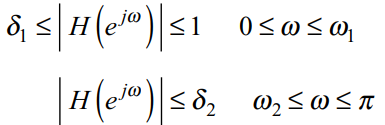 δ₁ ≤ |H(e^{jω})| ≤ 1 0 ≤ ω ≤ ω₁
|H(e^{jω})| ≤ δ₂ ω₂ ≤ ω ≤ π